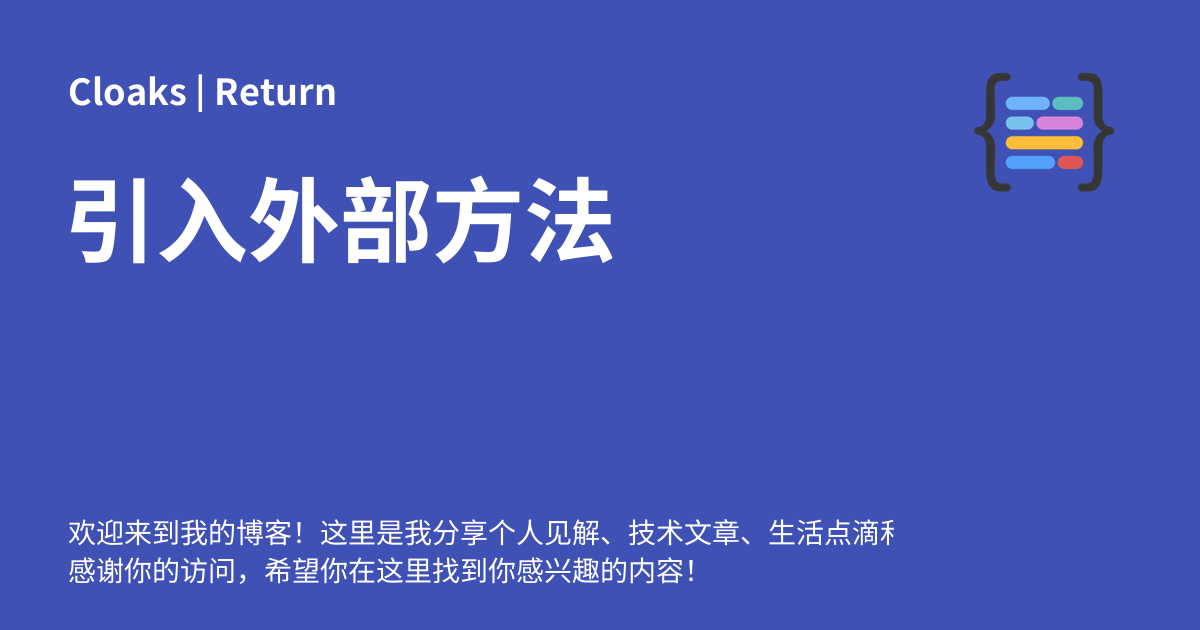 Cloaks | Return
引入外部方法
欢迎来到我的博客！这里是我分享个人见解、技术文章、生活点滴
感谢你的访问，希望你在这里找到你感兴趣的内容！